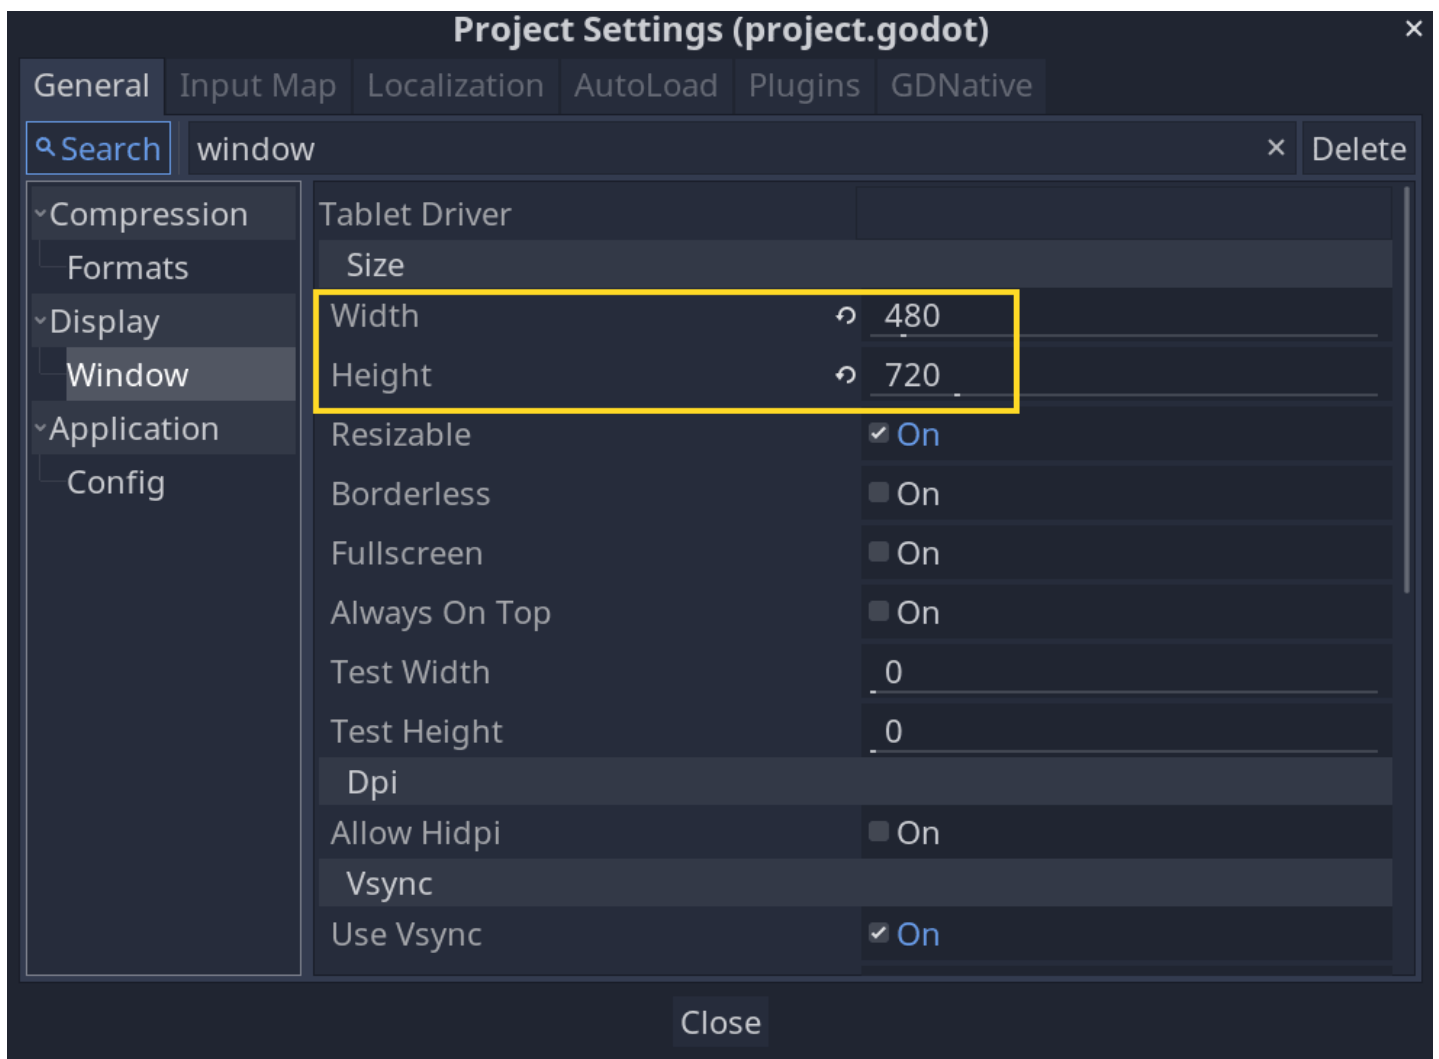 Project Settings (project.godot)
General Input Map Localization AutoLoad Plugins GDNative
Search window Delete
Compression
Formats
Display
Window
Application
Config
Tablet Driver
Size
Width 480
Height 720
Resizable On
Borderless On
Fullscreen On
Always On Top On
Test Width 0
Test Height 0
Dpi
Allow Hidpi On
Vsync
Use Vsync On
Close